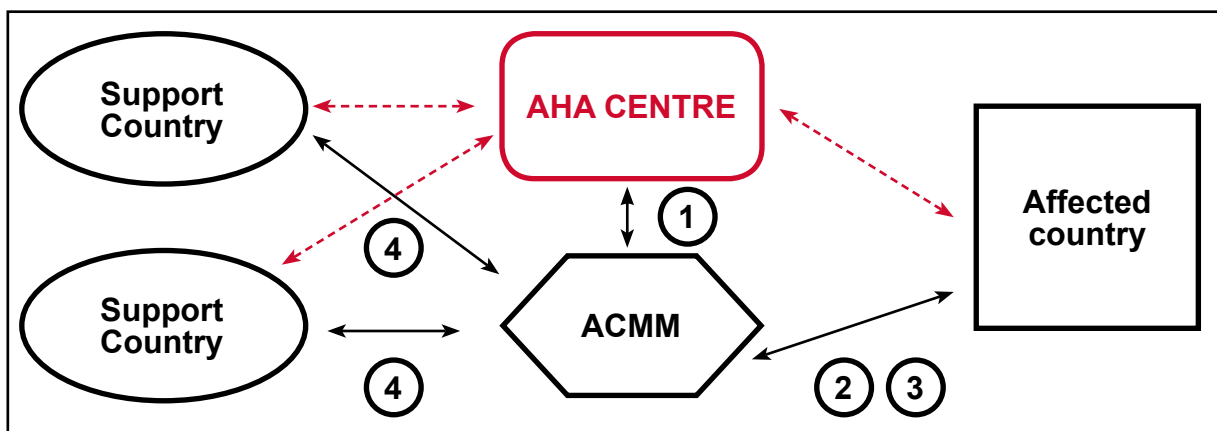 Support
Country
AHA CENTRE
Affected
country
1
4
Support
Country
ACMM
4
2
3